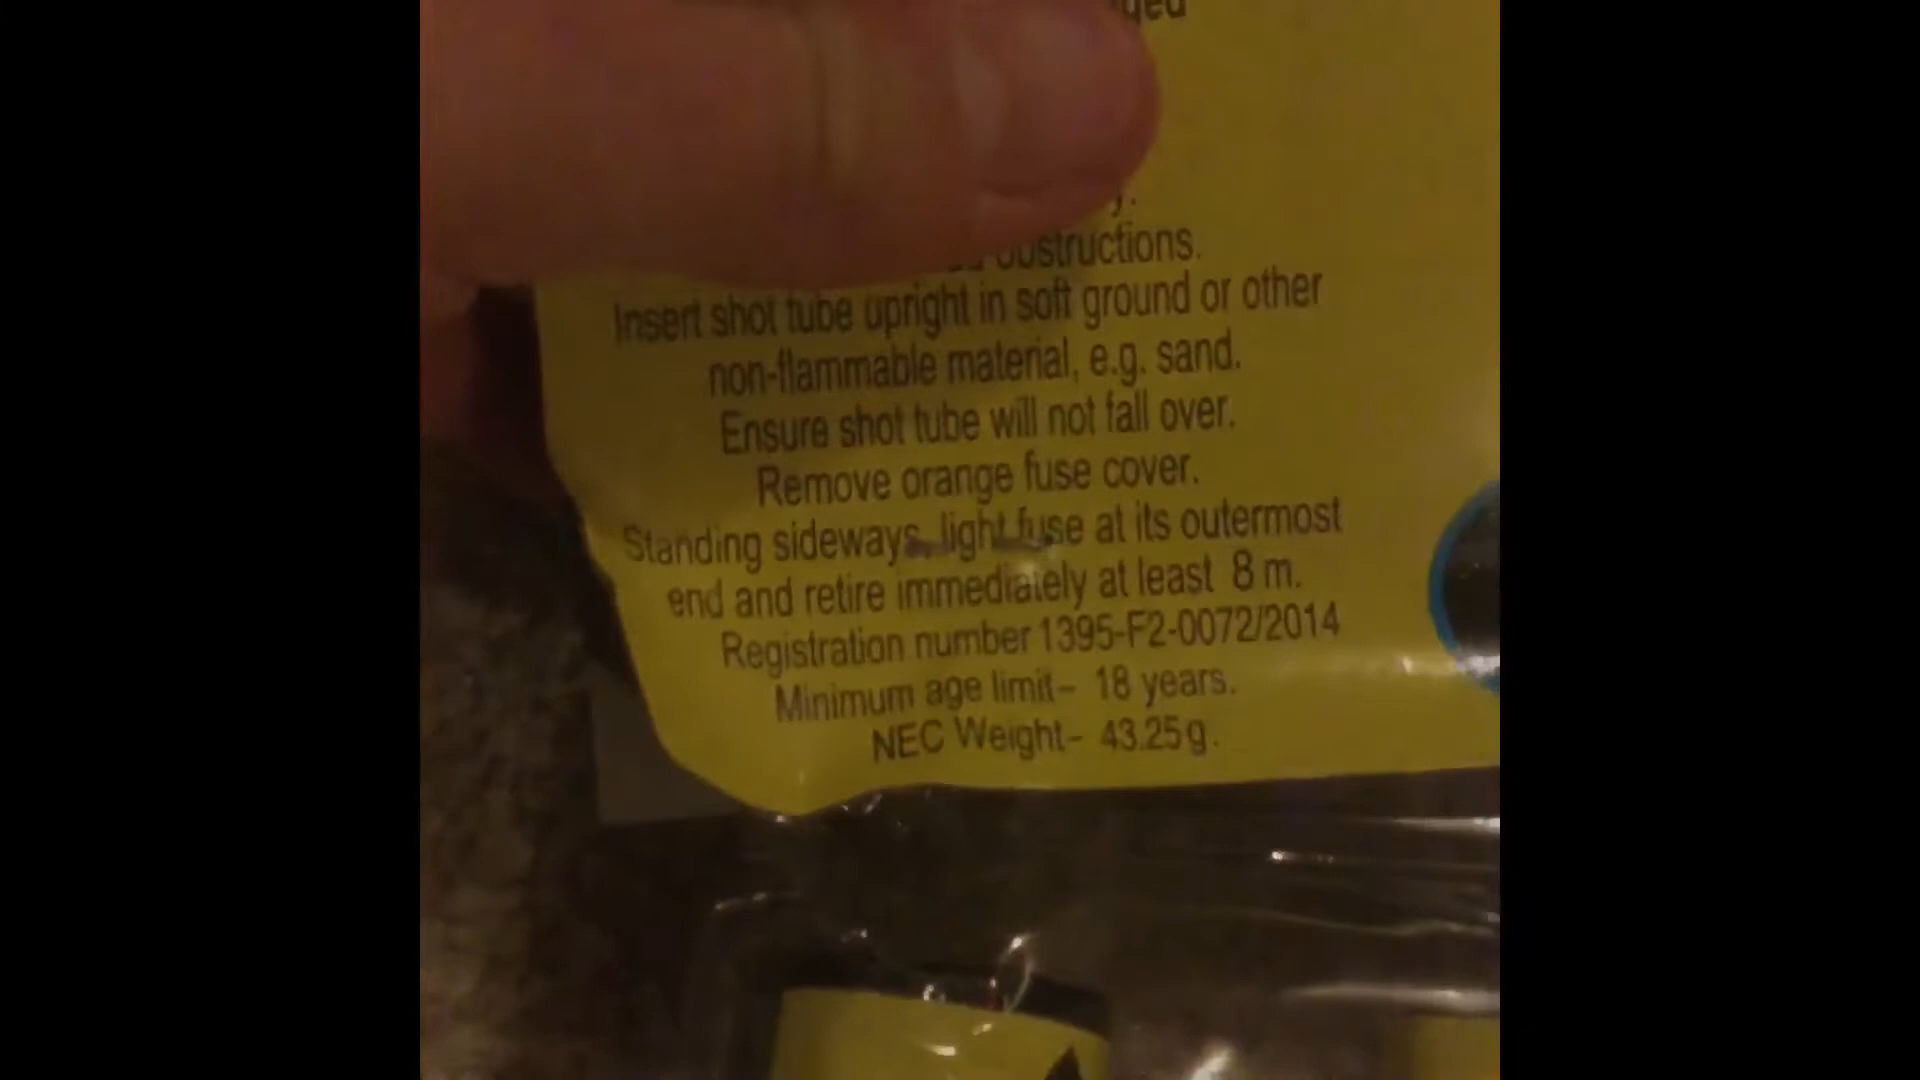 obstructions.
Insert shot tube upright in soft ground or other
non-flammable material, e.g. sand.
Ensure shot tube will not fall over.
Remove orange fuse cover.
Standing sideways, light fuse at its outermost
end and retire immediately at least 8 m.
Registration number 1395-F2-0072/2014
Minimum age limit- 18 years.
NEC Weight- 43.25g.